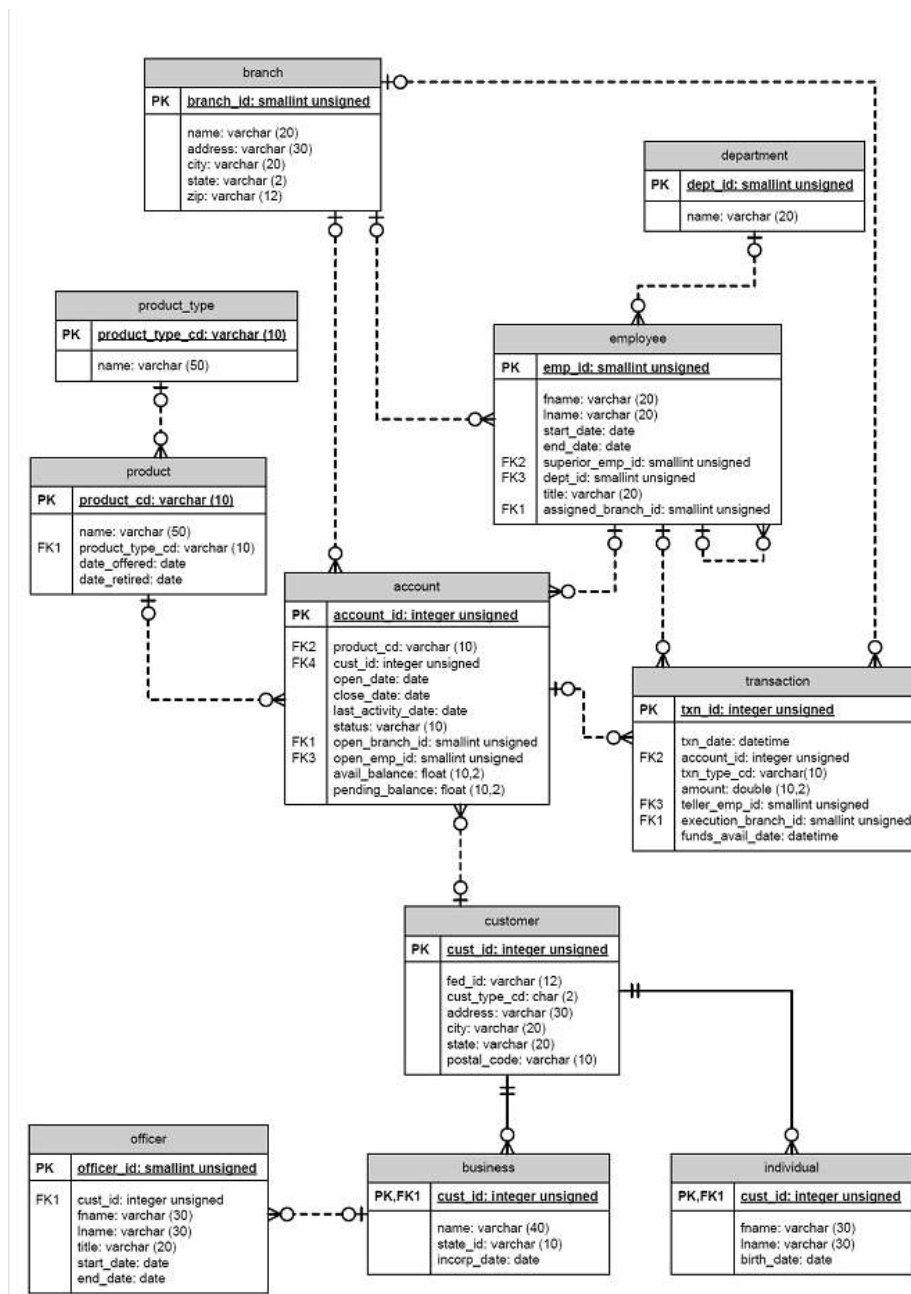 branch
PK branch_id: smallint unsigned
name: varchar (20)
address: varchar (30)
city: varchar (20)
state: varchar (2)
zip: varchar (12)
department
PK dept_id: smallint unsigned
name: varchar (20)
product_type
PK product_type_cd: varchar (10)
name: varchar (50)
employee
PK emp_id: smallint unsigned
fname: varchar (20)
lname: varchar (20)
start_date: date
end_date: date
FK2 superior_emp_id: smallint unsigned
FK3 dept_id: smallint unsigned
title: varchar (20)
FK1 assigned_branch_id: smallint unsigned
product
PK product_cd: varchar (10)
name: varchar (50)
FK1 product_type_cd: varchar (10)
date_offered: date
date_retired: date
account
PK account_id: integer unsigned
FK2 product_cd: varchar (10)
FK4 cust_id: integer unsigned
open_date: date
close_date: date
last_activity_date: date
status: varchar (10)
FK1 open_branch_id: smallint unsigned
FK3 open_emp_id: smallint unsigned
avail_balance: float (10,2)
pending_balance: float (10,2)
transaction
PK txn_id: integer unsigned
txn_date: datetime
FK2 account_id: integer unsigned
txn_type_cd: varchar(10)
amount: double (10,2)
FK3 teller_emp_id: smallint unsigned
FK1 execution_branch_id: smallint unsigned
funds_avail_date: datetime
customer
PK cust_id: integer unsigned
fed_id: varchar (12)
cust_type_cd: char (2)
address: varchar (30)
city: varchar (20)
state: varchar (20)
postal_code: varchar (10)
officer
PK officer_id: smallint unsigned
FK1 cust_id: integer unsigned
fname: varchar (30)
lname: varchar (30)
title: varchar (20)
start_date: date
end_date: date
business
PK,FK1 cust_id: integer unsigned
name: varchar (40)
state_id: varchar (10)
incorp_date: date
individual
PK,FK1 cust_id: integer unsigned
fname: varchar (30)
lname: varchar (30)
birth_date: date